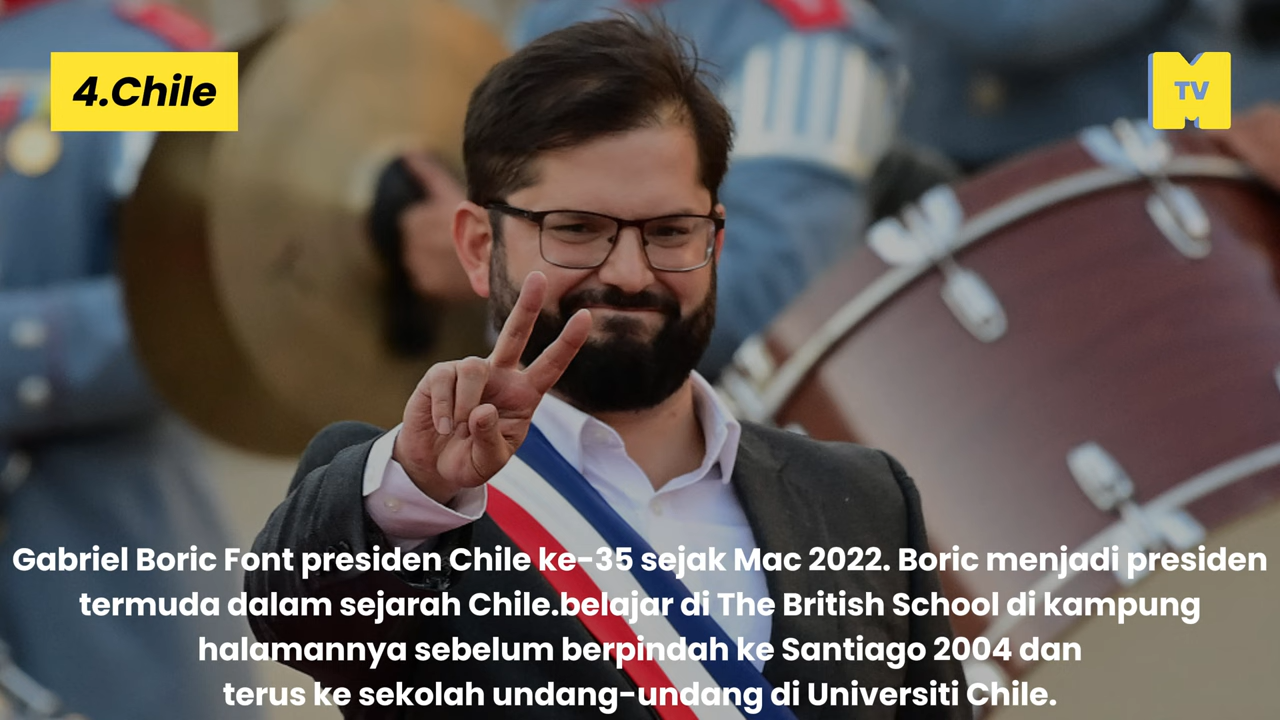 4.Chile
TV
Gabriel Boric Font presiden Chile ke-35 sejak Mac 2022. Boric menjadi presiden
termuda dalam sejarah Chile.belajar di The British School di kampung
halamannya sebelum berpindah ke Santiago 2004 dan
terus ke sekolah undang-undang di Universiti Chile.